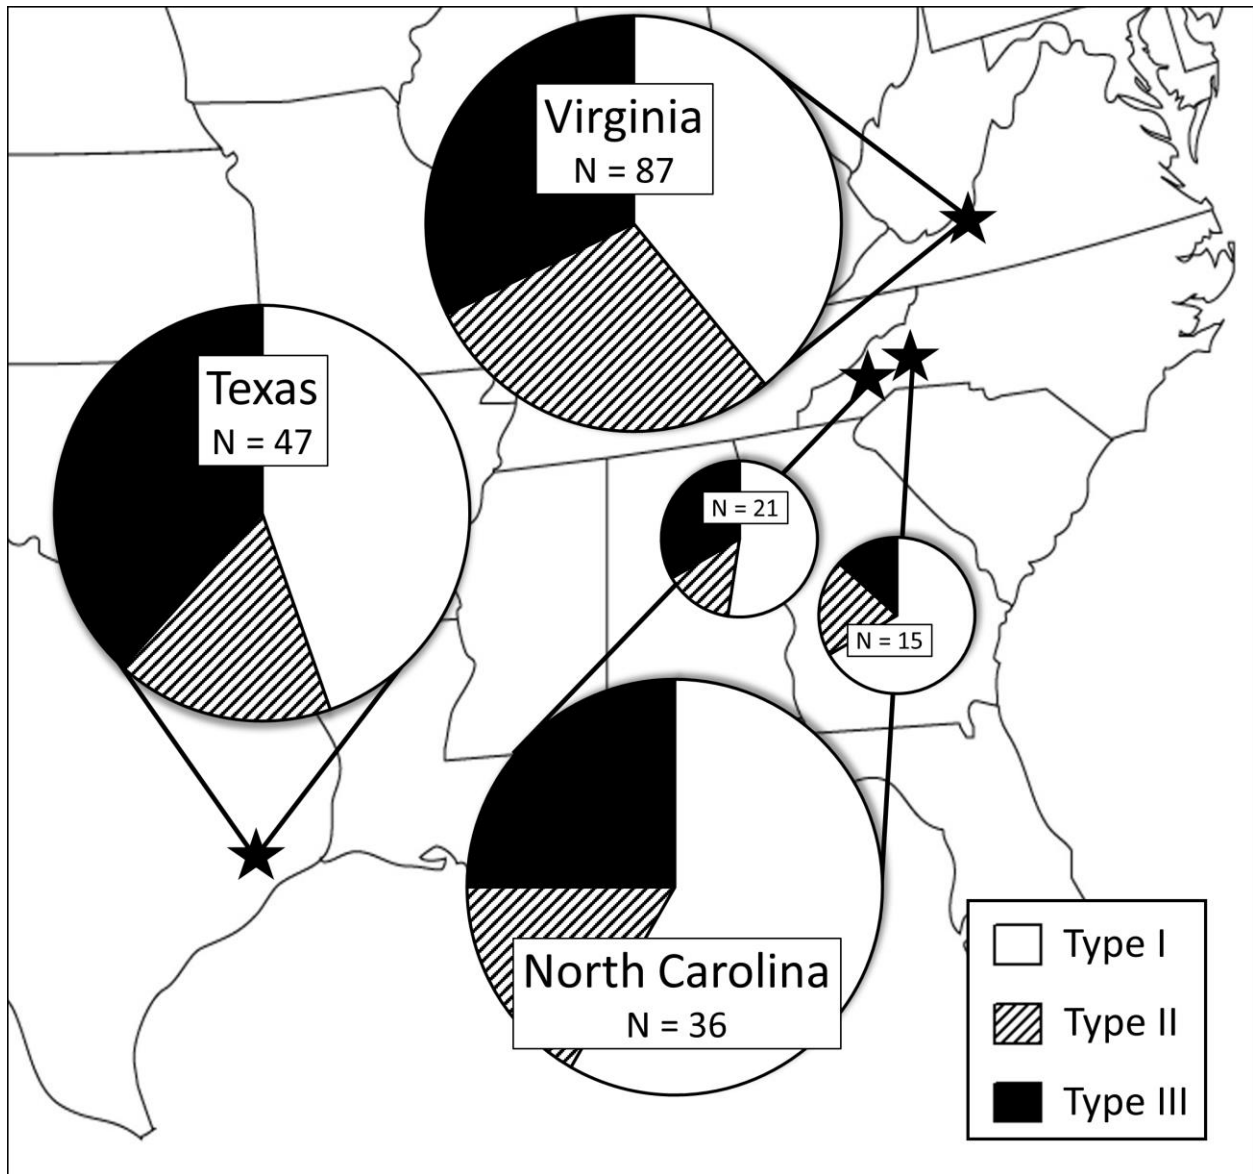 Virginia
N = 87
Texas
N = 47
N = 21
N = 15
North Carolina
N = 36
Type I
Type II
Type III